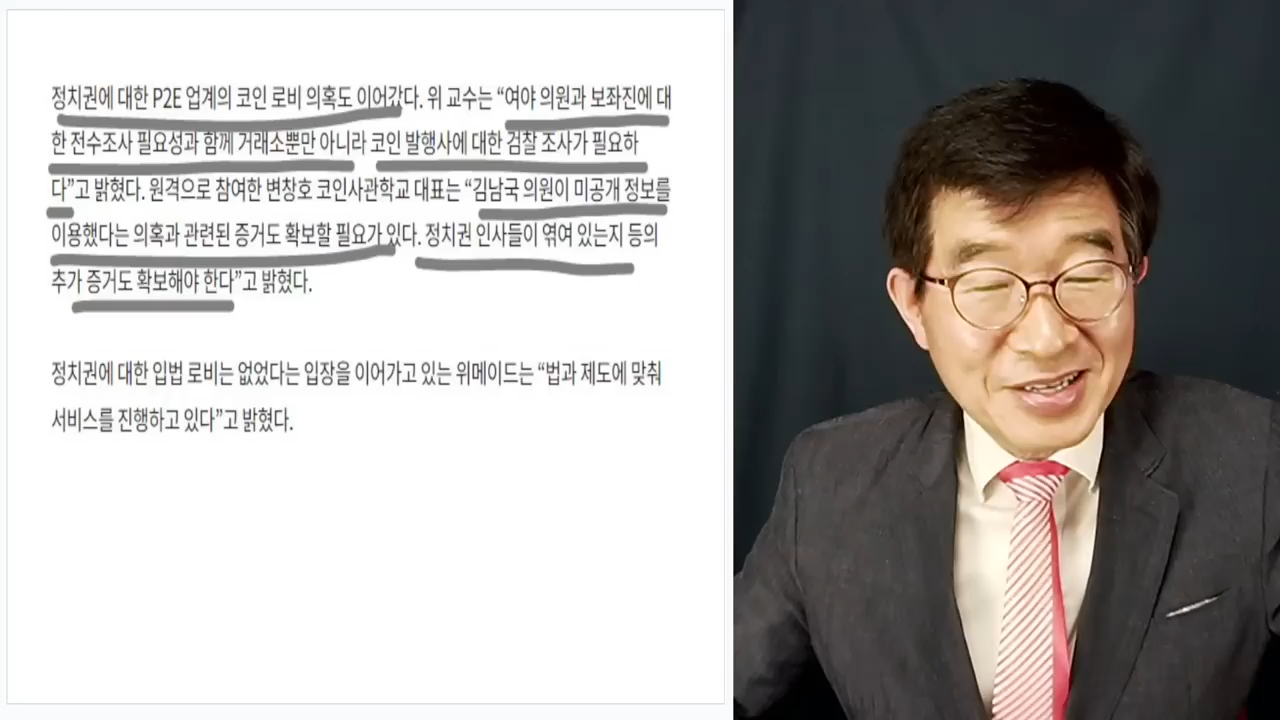 정치권에 대한 P2E 업계의 코인 로비 의혹도 이어갔다. 위 교수는 “여야 의원과 보좌진에 대
한 전수조사 필요성과 함께 거래소뿐만 아니라 코인 발행사에 대한 검찰 조사가 필요하
다”고 밝혔다. 원격으로 참여한 변창호 코인사관학교 대표는 “김남국 의원이 미공개 정보를
이용했다는 의혹과 관련된 증거도 확보할 필요가 있다. 정치권 인사들이 엮여 있는지 등의
추가 증거도 확보해야 한다”고 밝혔다.
정치권에 대한 입법 로비는 없었다는 입장을 이어가고 있는 위메이드는 “법과 제도에 맞춰
서비스를 진행하고 있다”고 밝혔다.